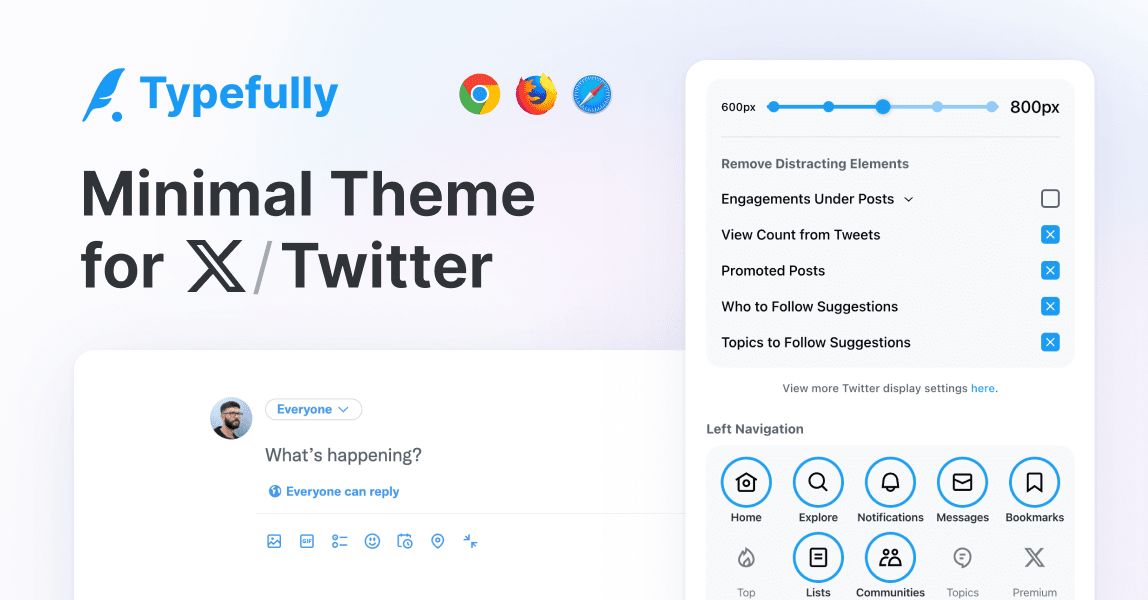 Typefully
Minimal Theme
for X/Twitter
Everyone
What’s happening?
Everyone can reply
GIF
600px
800px
Remove Distracting Elements
Engagements Under Posts
View Count from Tweets
Promoted Posts
Who to Follow Suggestions
Topics to Follow Suggestions
View more Twitter display settings here.
Left Navigation
Home Explore Notifications Messages Bookmarks
Top Lists Communities Topics Premium